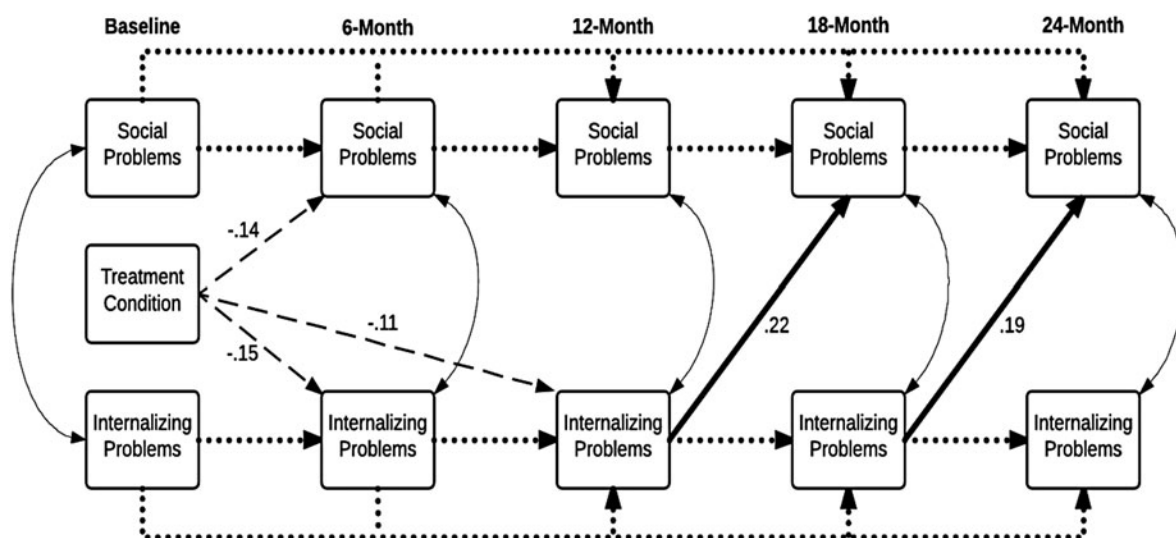 Baseline
6-Month
12-Month
18-Month
24-Month
Social
Problems
Social
Problems
Social
Problems
Social
Problems
Social
Problems
-.14
Treatment
Condition
-.11
-.15
.22
.19
Internalizing
Problems
Internalizing
Problems
Internalizing
Problems
Internalizing
Problems
Internalizing
Problems